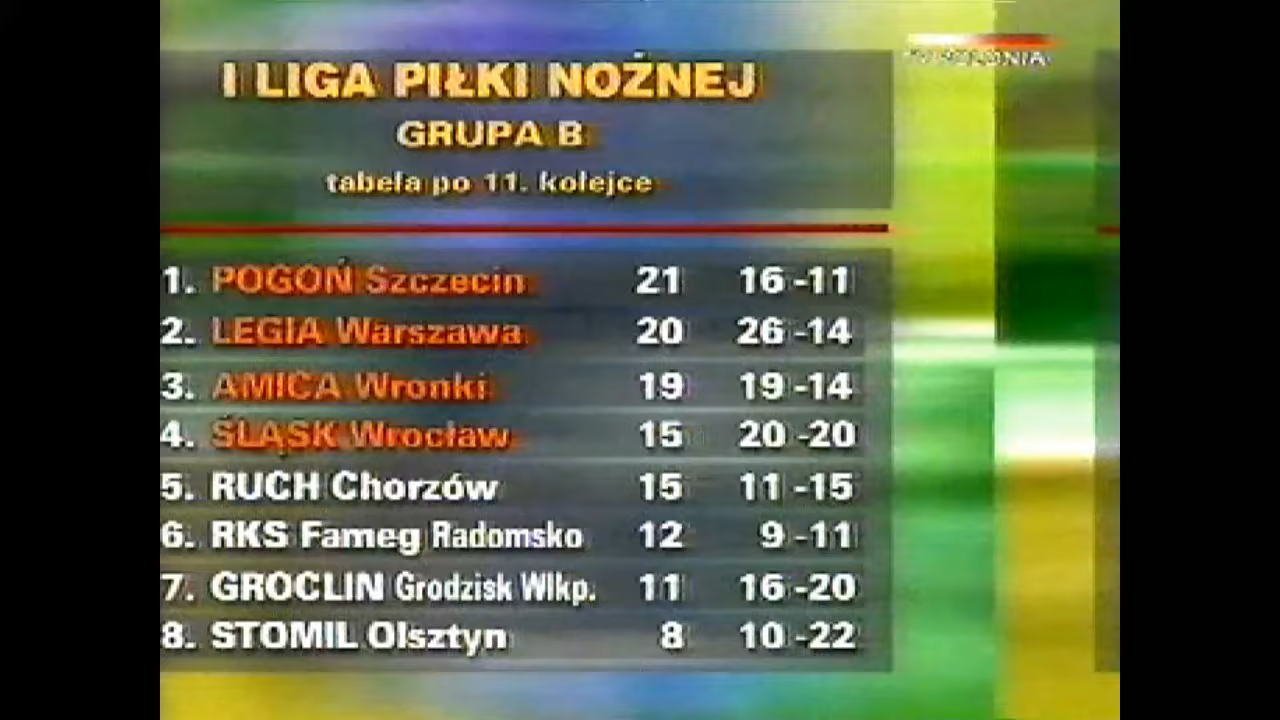 TV POLONIA
I LIGA PIŁKI NOŻNEJ
GRUPA B
tabela po 11. kolejce
1. POGOŃ Szczecin 21 16-11
2. LEGIA Warszawa 20 26-14
3. AMICA Wronki 19 19-14
4. ŚLĄSK Wrocław 15 20-20
5. RUCH Chorzów 15 11-15
6. RKS Fameg Radomsko 12 9-11
7. GROCLIN Grodzisk Wlkp. 11 16-20
8. STOMIL Olsztyn 8 10-22